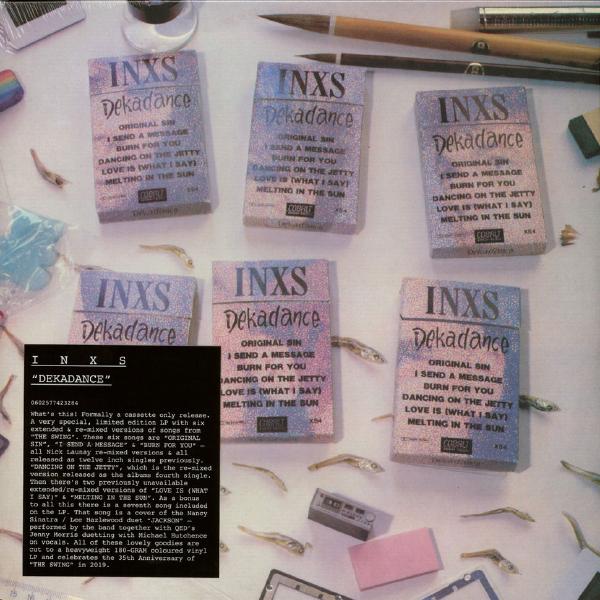 INXS
Dekadance
ORIGINAL SIN
I SEND A MESSAGE
BURN FOR YOU
DANCING ON THE JETTY
LOVE IS (WHAT I SAY)
MELTING IN THE SUN
COBALT
XS4
Dekadance
INXS
Dekadance
ORIGINAL SIN
I SEND A MESSAGE
BURN FOR YOU
DANCING ON THE JETTY
LOVE IS (WHAT I SAY)
MELTING IN THE SUN
COBALT
XS4
Dekadance
INXS
Dekadance
ORIGINAL SIN
I SEND A MESSAGE
BURN FOR YOU
DANCING ON THE JETTY
LOVE IS (WHAT I SAY)
MELTING IN THE SUN
COBALT
XS4
Dekadance
INXS
Dekadance
INXS
Dekadance
ORIGINAL SIN
I SEND A MESSAGE
BURN FOR YOU
DANCING ON THE JETTY
LOVE IS (WHAT I SAY)
MELTING IN THE SUN
COBALT
XS4
INXS
Dekadance
ORIGINAL SIN
I SEND A MESSAGE
BURN FOR YOU
DANCING ON THE JETTY
LOVE IS (WHAT I SAY)
MELTING IN THE SUN
COBALT
XS4
I N X S
"DEKADANCE"
0602577423284
What's this! Formally a cassette only release.
A very special, limited edition LP with six
extended & re-mixed versions of songs from
"THE SWING". These six songs are "ORIGINAL
SIN", "I SEND A MESSAGE" & "BURN FOR YOU" –
all Nick Launay re-mixed versions & all
released as twelve inch singles previously.
"DANCING ON THE JETTY", which is the re-mixed
version released as the albums fourth single.
Then there's two previously unavailable
extended/re-mixed versions of "LOVE IS (WHAT
I SAY)" & "MELTING IN THE SUN". As a bonus
to all this there is a seventh song included
on the LP. That song is a cover of the Nancy
Sinatra / Lee Hazlewood duet "JACKSON" –
performed by the band together with QED's
Jenny Morris duetting with Michael Hutchence
on vocals. All of these lovely goodies are
cut to a heavyweight 180-GRAM coloured vinyl
LP and celebrates the 35th Anniversary of
"THE SWING" in 2019.